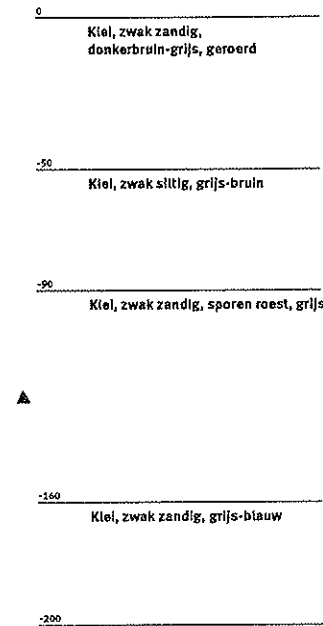 0
Klei, zwak zandig,
donkerbruin-grijs, geroerd
-50
Klei, zwak siltig, grijs-bruin
-90
Klei, zwak zandig, sporen roest, grijs
-160
Klei, zwak zandig, grijs-blauw
-200